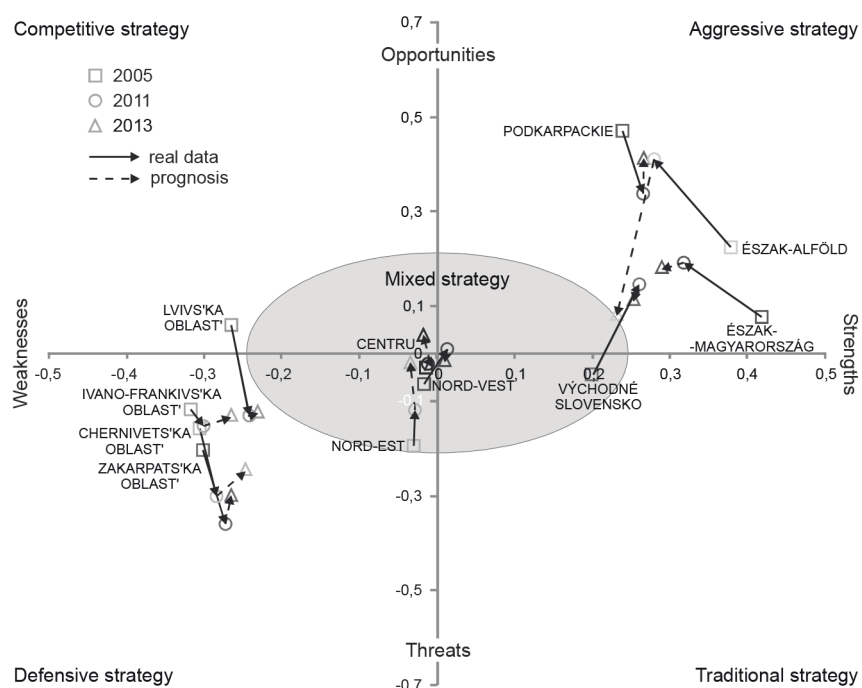 Competitive strategy
0,7
Aggressive strategy
Opportunities
2005
2011
2013
real data
prognosis
0,5
PODKARPACKIE
0,3
ÉSZAK-ALFÖLD
Mixed strategy
LVIVS'KA
OBLAST'
0,1
ÉSZAK-
-MAGYARORSZÁG
CENTRU
0
Weaknesses
Strengths
-0,5
-0,4
-0,3
-0,2
-0,1
0,1
0,2
0,3
0,4
0,5
NORD-VEST
VÝCHODNÉ
SLOVENSKO
IVANO-FRANKIVS'KA
OBLAST'
-0,1
CHERNIVETS'KA
OBLAST'
NORD-EST
ZAKARPATS'KA
OBLAST'
-0,3
-0,5
Threats
Defensive strategy
-0,7
Traditional strategy